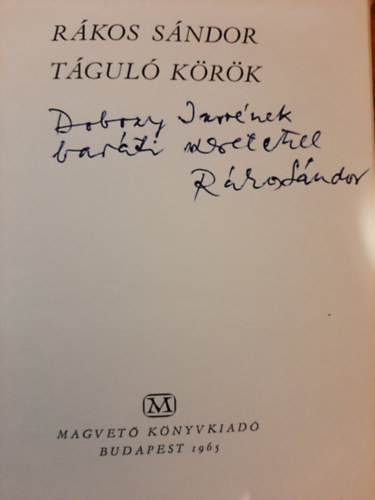 RÁKOS SÁNDOR
TÁGULÓ KÖRÖK
Dobozy Imrének
baráti szeretettel
Rákos Sándor
M
MAGVETŐ KÖNYVKIADÓ
BUDAPEST 1965